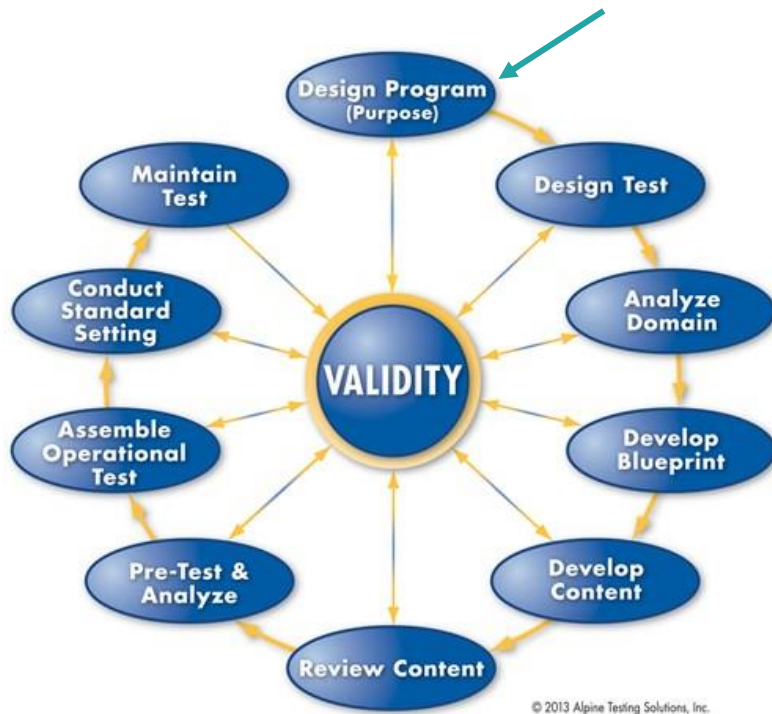 Design Program
(Purpose)
Design Test
Analyze
Domain
Develop
Blueprint
Develop
Content
Review Content
Pre-Test &
Analyze
Assemble
Operational
Test
Conduct
Standard
Setting
Maintain
Test
VALIDITY
© 2013 Alpine Testing Solutions, Inc.